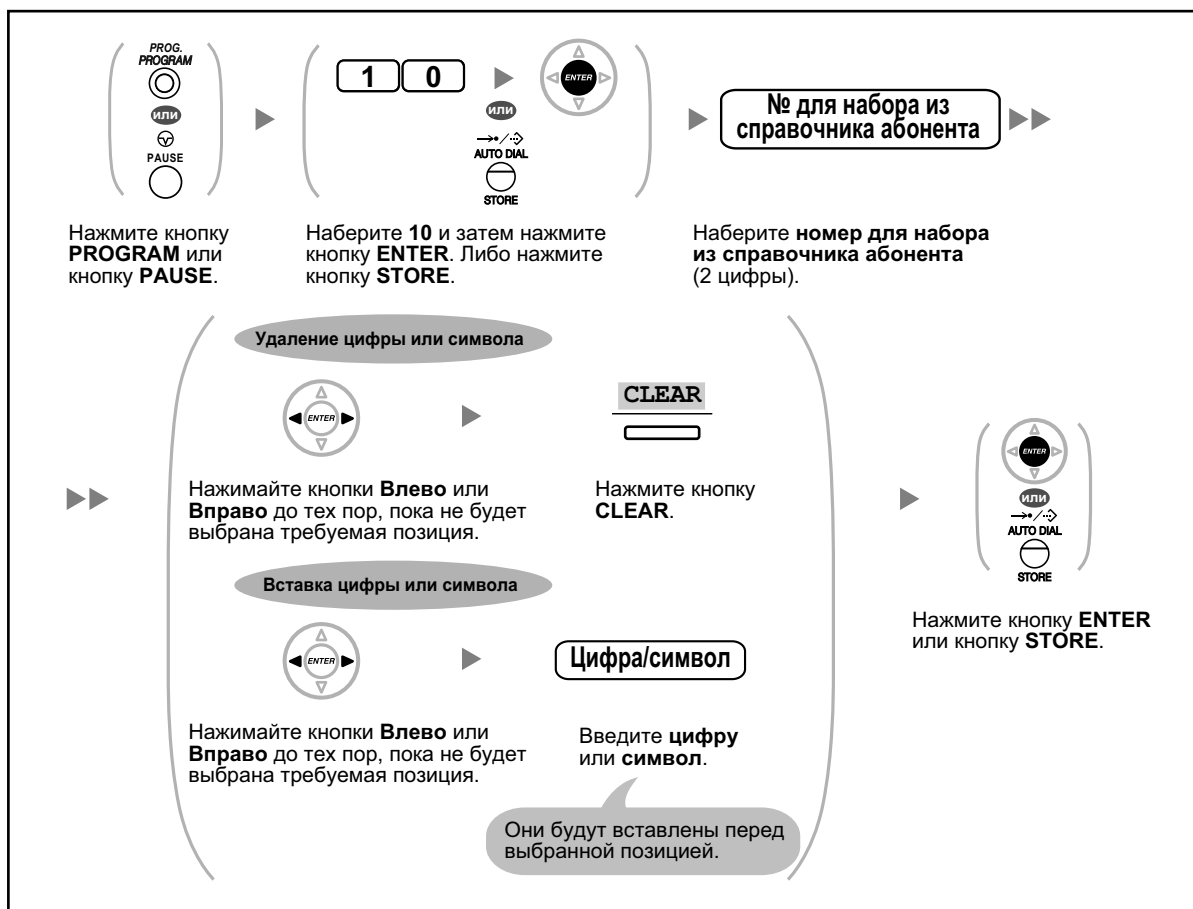 PROG.
PROGRAM
или
PAUSE
1 0
ENTER
или
AUTO DIAL
STORE
№ для набора из
справочника абонента
Нажмите кнопку
PROGRAM или
кнопку PAUSE.
Наберите 10 и затем нажмите
кнопку ENTER. Либо нажмите
кнопку STORE.
Наберите номер для набора
из справочника абонента
(2 цифры).
Удаление цифры или символа
ENTER
CLEAR
Нажимайте кнопки Влево или
Вправо до тех пор, пока не будет
выбрана требуемая позиция.
Нажмите кнопку
CLEAR.
Вставка цифры или символа
ENTER
Цифра/символ
Нажимайте кнопки Влево или
Вправо до тех пор, пока не будет
выбрана требуемая позиция.
Введите цифру
или символ.
Они будут вставлены перед
выбранной позицией.
ENTER
или
AUTO DIAL
STORE
Нажмите кнопку ENTER
или кнопку STORE.